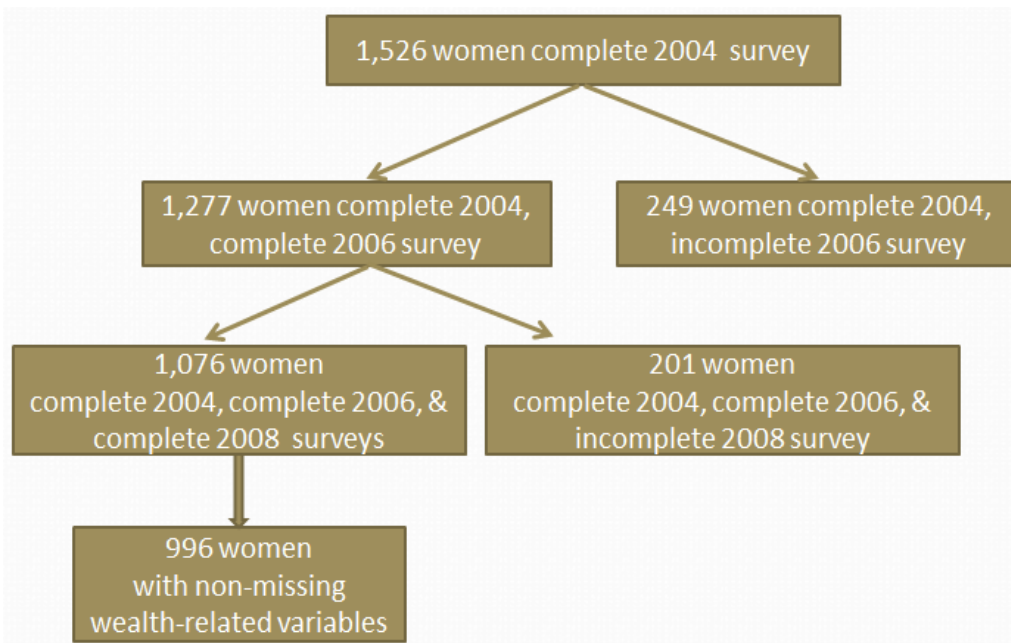 1,526 women complete 2004 survey
1,277 women complete 2004,
complete 2006 survey
249 women complete 2004,
incomplete 2006 survey
1,076 women
complete 2004, complete 2006, &
complete 2008 surveys
201 women
complete 2004, complete 2006, &
incomplete 2008 survey
996 women
with non-missing
wealth-related variables